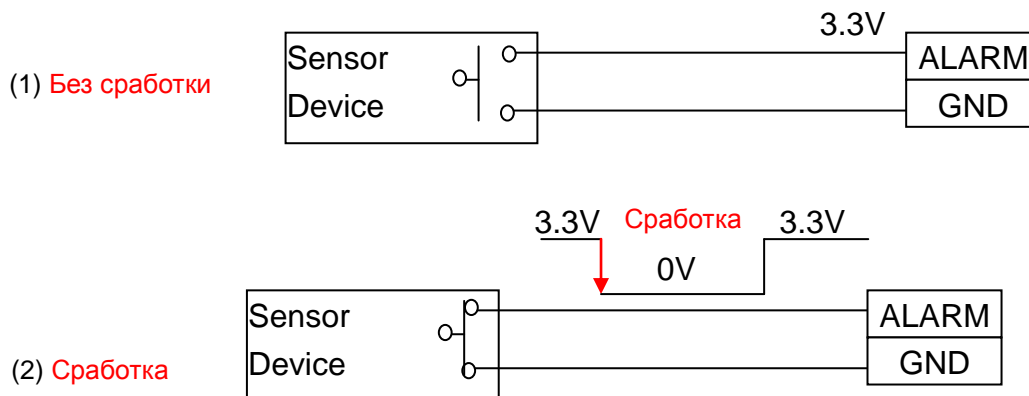 3.3V
Sensor
ALARM
(1) Без сработки
Device
GND
3.3V Сработка 3.3V
0V
Sensor
ALARM
Device
GND
(2) Сработка